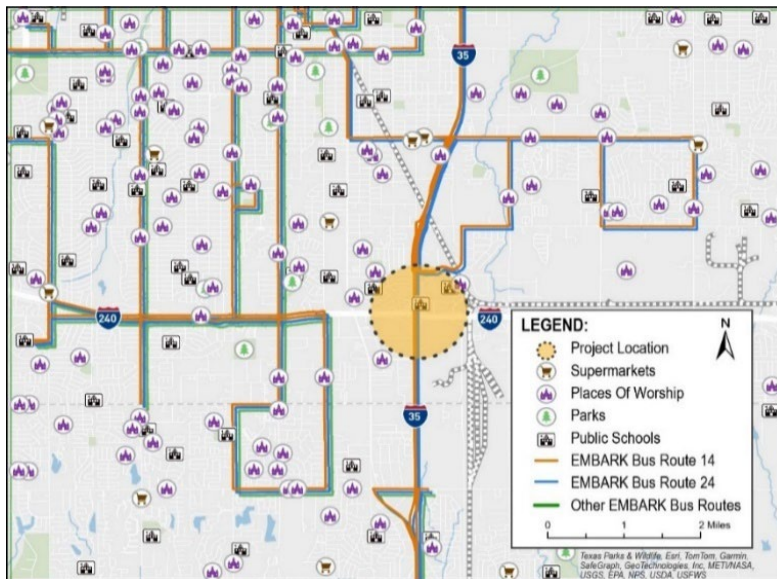 35
240
240
35
LEGEND:
N
Project Location
Supermarkets
Places Of Worship
Parks
Public Schools
EMBARK Bus Route 14
EMBARK Bus Route 24
Other EMBARK Bus Routes
0 1 2 Miles
Texas Parks & Wildlife, Esri, TomTom, Garmin,
SafeGraph, GeoTechnologies, Inc, METI/NASA,
USGS, EPA, NPS, USDA, USFWS